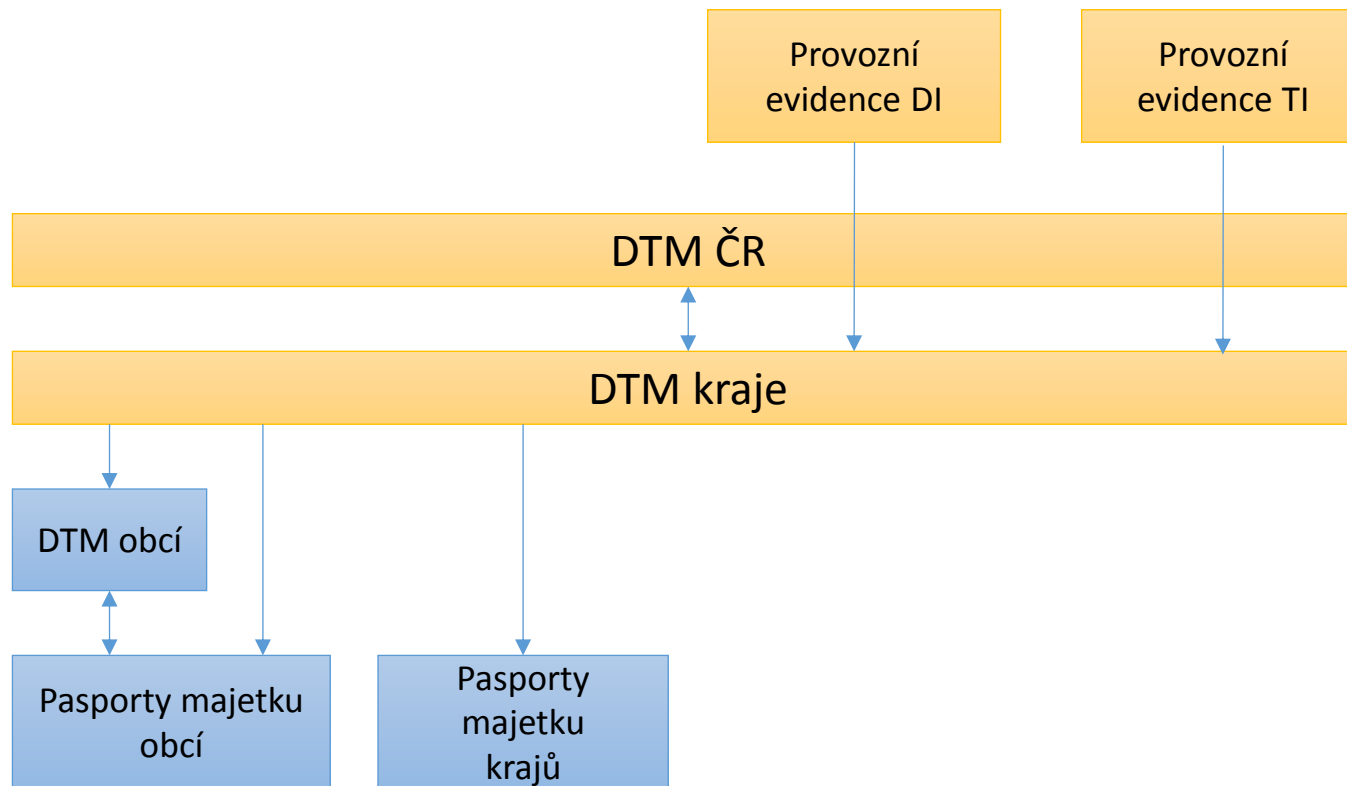 Provozní
evidence DI
Provozní
evidence TI
DTM ČR
DTM kraje
DTM obcí
Pasporty majetku
obcí
Pasporty
majetku
krajů